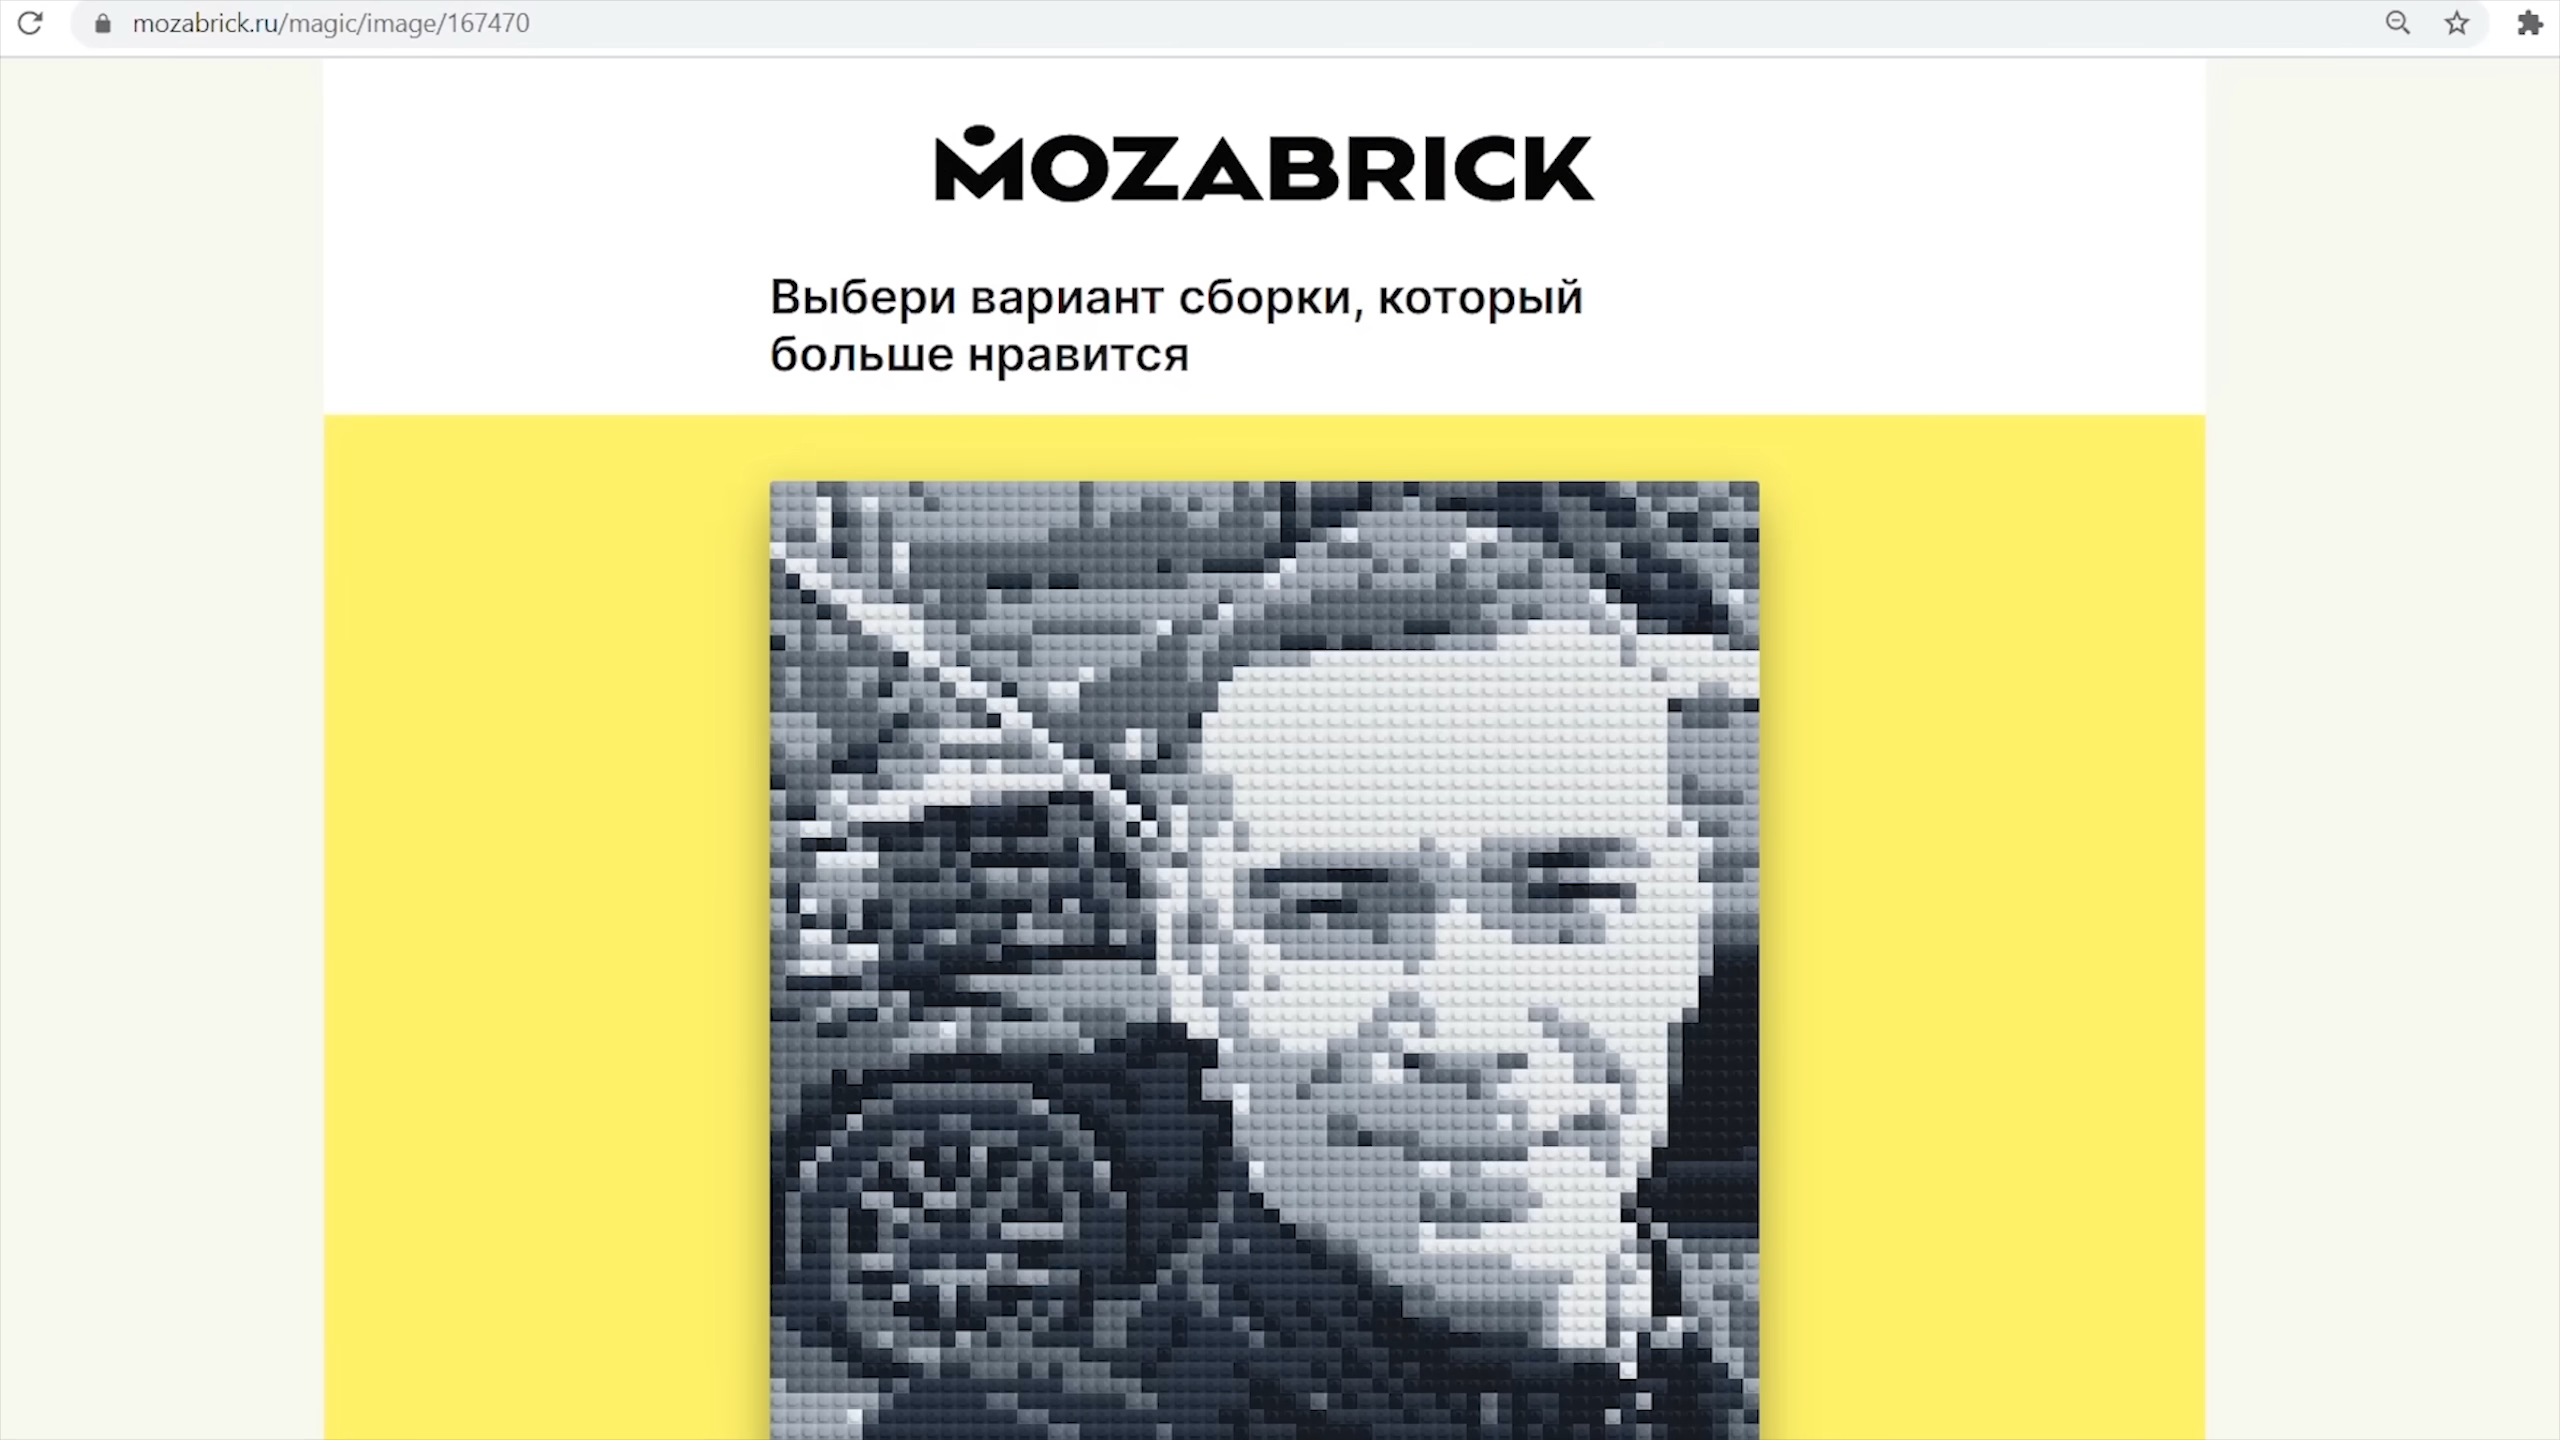 mozabrick.ru/magic/image/167470
MOZABRICK
Выбери вариант сборки, который
больше нравится